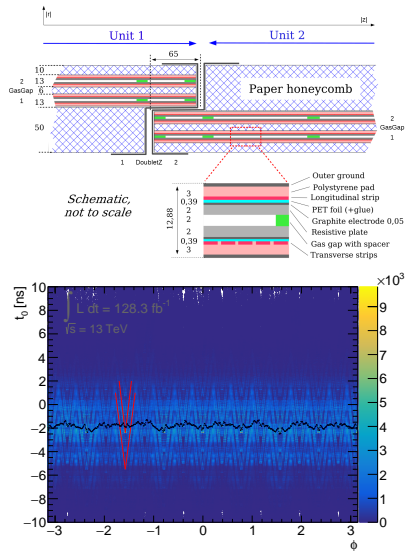 |r|
|z|
Unit 1
Unit 2
65
10
2
13
GasGap
6
1
13
Paper honeycomb
50
2
GasGap
1
1
DoubletZ
2
Schematic,
not to scale
12,88
3
0,39
2
2
2
0,39
3
Outer ground
Polystyrene pad
Longitudinal strip
PET foil (+glue)
Graphite electrode 0,05
Resistive plate
Gas gap with spacer
Transverse strips
×10³
t₀ [ns]
10
8
6
4
2
0
−2
−4
−6
−8
−10
∫ L dt = 128.3 fb⁻¹
√s = 13 TeV
9
8
7
6
5
4
3
2
1
0
−3
−2
−1
0
1
2
3
ϕ